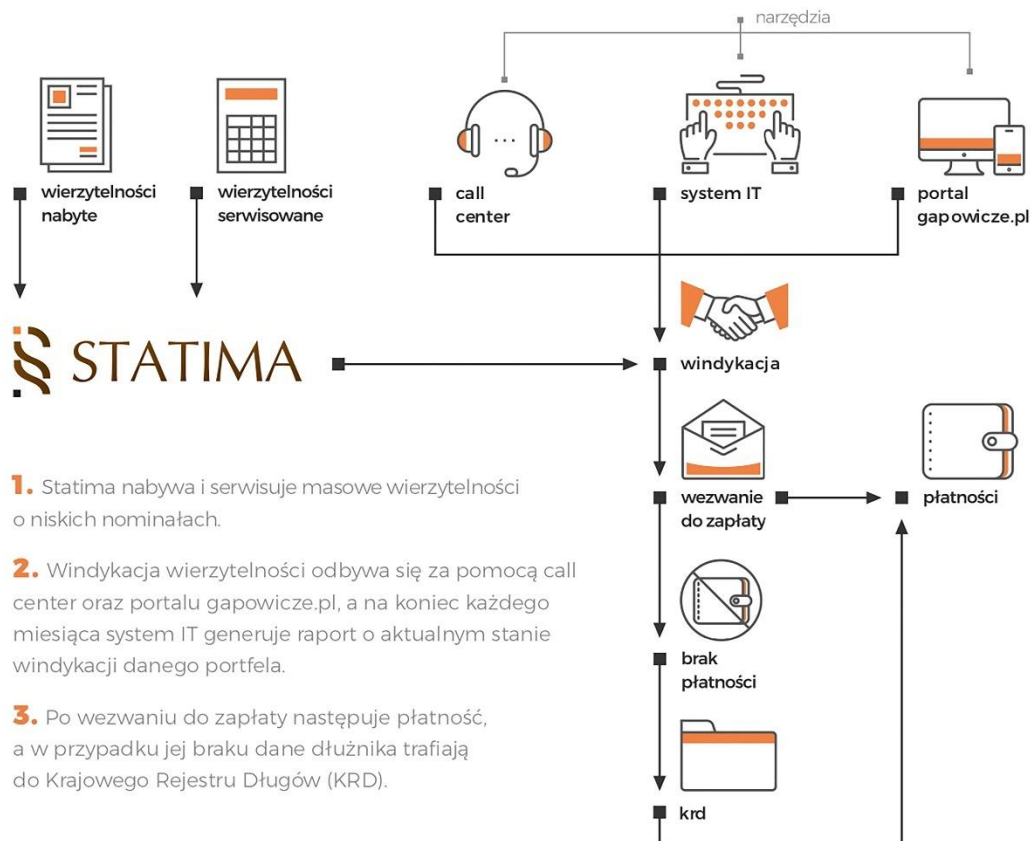 narzędzia
wierzytelności
nabyte
wierzytelności
serwisowane
call
center
system IT
portal
gapowicze.pl
STATIMA
windykacja
wezwanie
do zapłaty
płatności
1. Statima nabywa i serwisuje masowe wierzytelności
o niskich nominałach.
2. Windykacja wierzytelności odbywa się za pomocą call
center oraz portalu gapowicze.pl, a na koniec każdego
miesiąca system IT generuje raport o aktualnym stanie
windykacji danego portfela.
3. Po wezwaniu do zapłaty następuje płatność,
a w przypadku jej braku dane dłużnika trafiają
do Krajowego Rejestru Długów (KRD).
brak
płatności
krd